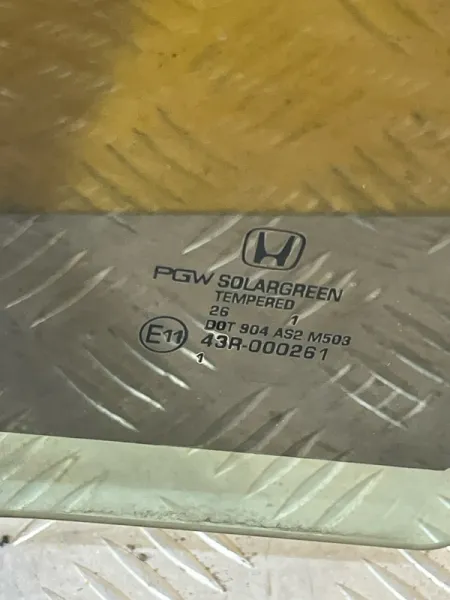 PGW SOLARGREEN
TEMPERED
26 1
DOT 904 AS2 M503
E11 43R-000261
1